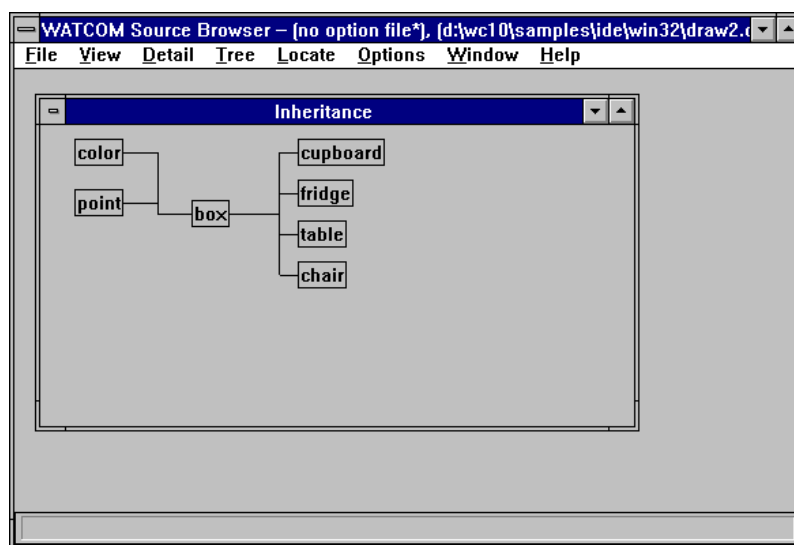 WATCOM Source Browser – (no option file*), (d:\wc10\samples\ide\win32\draw2.
File View Detail Tree Locate Options Window Help
Inheritance
color
point
box
cupboard
fridge
table
chair